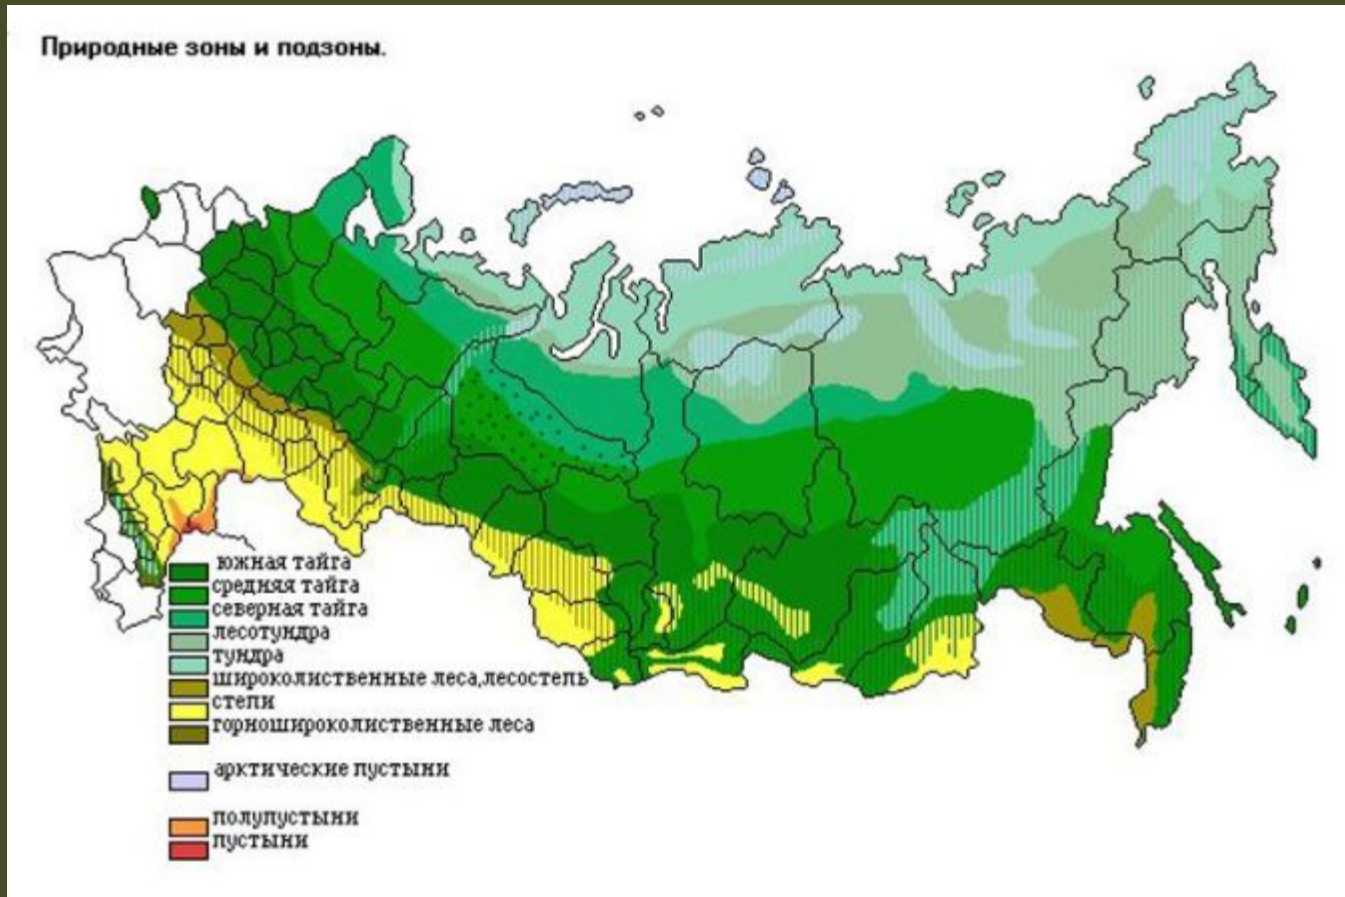 Природные зоны и подзоны.
южная тайга
средняя тайга
северная тайга
лесотундра
тундра
широколиственные леса,лесостепь
степи
горношироколиственные леса
арктические пустыни
полупустыни
пустыни